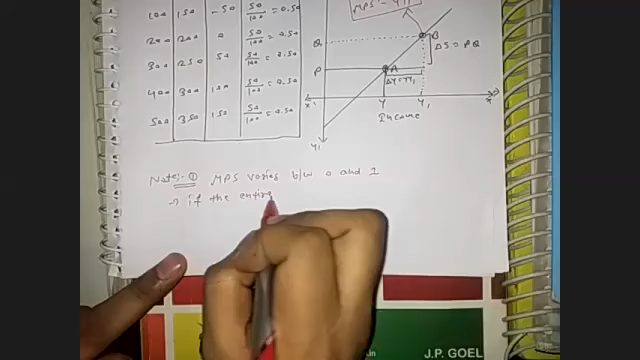 100 150 -50 50/100 = 0.50
200 200 0 50/100 = 0.50
300 250 50 50/100 = 0.50
400 300 100 50/100 = 0.50
500 350 150 50/100 = 0.50
MPS =
Q B
ΔS = PQ
P A
ΔY = YY1
X' Y Y1 X
Income
Y1
Note:- ① MPS varies b/w 0 and 1
→ if the entire
J.P. GOEL